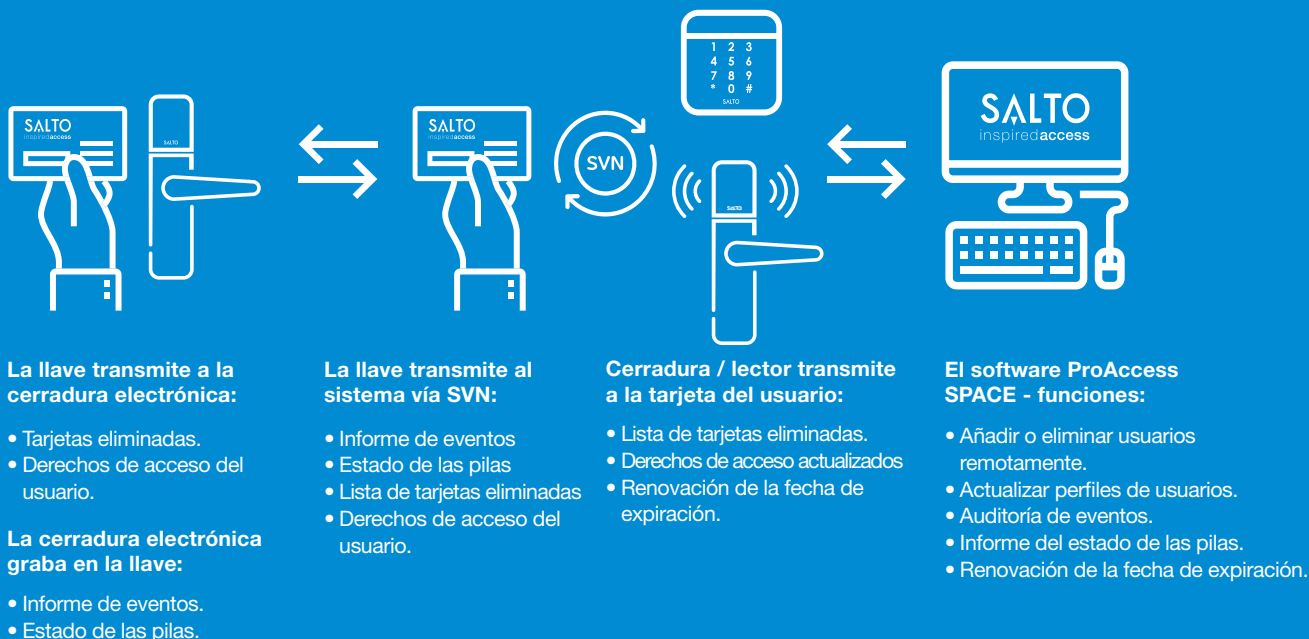 SALTO
inspiredaccess
SALTO
SALTO
inspiredaccess
SVN
1 2 3
4 5 6
7 8 9
* 0 #
SALTO
SALTO
SALTO
inspiredaccess
La llave transmite a la
cerradura electrónica:
• Tarjetas eliminadas.
• Derechos de acceso del
usuario.
La cerradura electrónica
graba en la llave:
• Informe de eventos.
• Estado de las pilas.
La llave transmite al
sistema vía SVN:
• Informe de eventos
• Estado de las pilas
• Lista de tarjetas eliminadas
• Derechos de acceso del
usuario.
Cerradura / lector transmite
a la tarjeta del usuario:
• Lista de tarjetas eliminadas.
• Derechos de acceso actualizados
• Renovación de la fecha de
expiración.
El software ProAccess
SPACE - funciones:
• Añadir o eliminar usuarios
remotamente.
• Actualizar perfiles de usuarios.
• Auditoría de eventos.
• Informe del estado de las pilas.
• Renovación de la fecha de expiración.